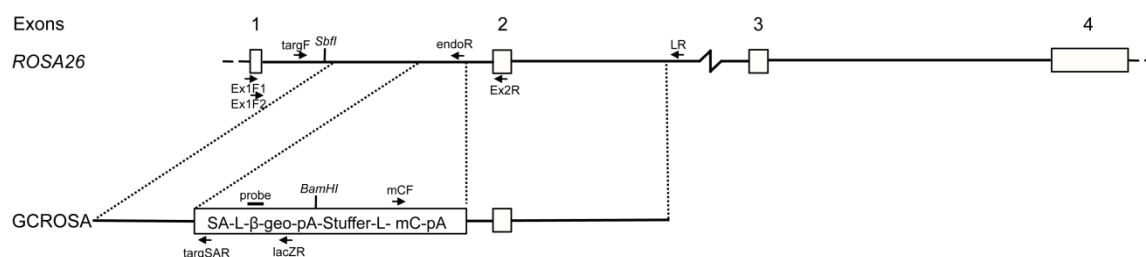 Exons 1 2 3 4
targF SbfI endoR LR
ROSA26
Ex1F1 Ex2R
Ex1F2
probe BamHI mCF
GCROSA SA-L-β-geo-pA-Stuffer-L- mC-pA
targSAR lacZR